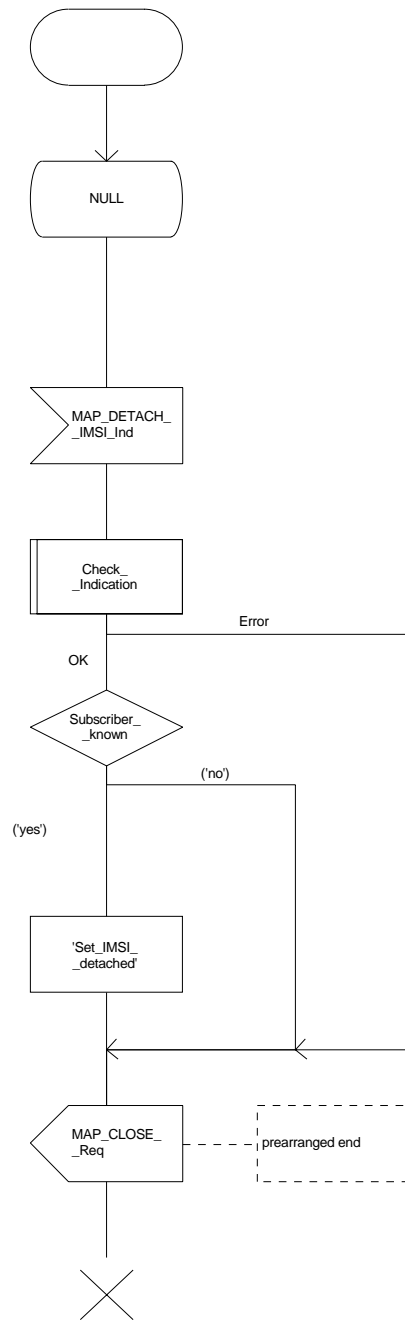 NULL
MAP_DETACH_
_IMSI_Ind
Check_
_Indication
Error
OK
Subscriber_
_known
('no')
('yes')
'Set_IMSI_
_detached'
MAP_CLOSE_
_Req
prearranged end